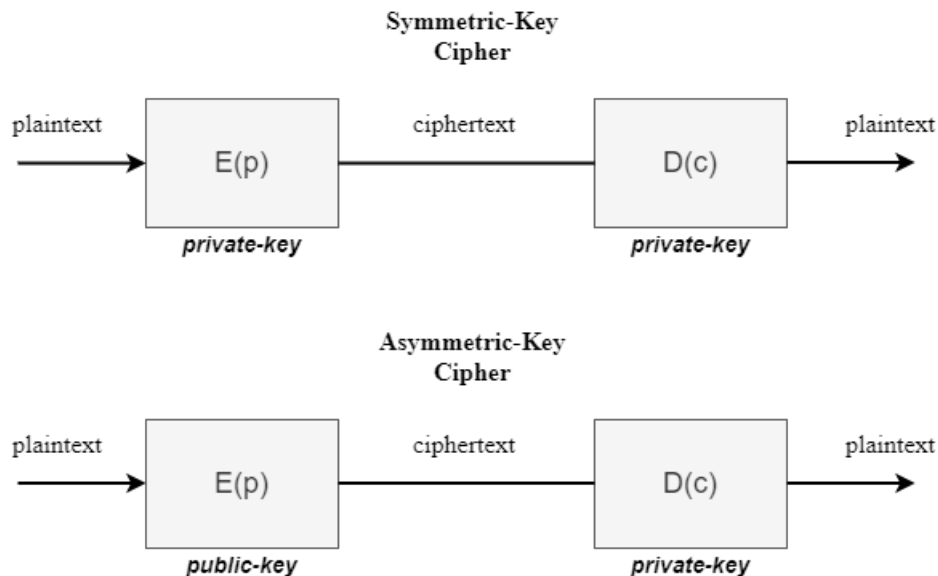 Symmetric-Key
Cipher
plaintext
ciphertext
plaintext
E(p)
D(c)
private-key
private-key
Asymmetric-Key
Cipher
plaintext
ciphertext
plaintext
E(p)
D(c)
public-key
private-key